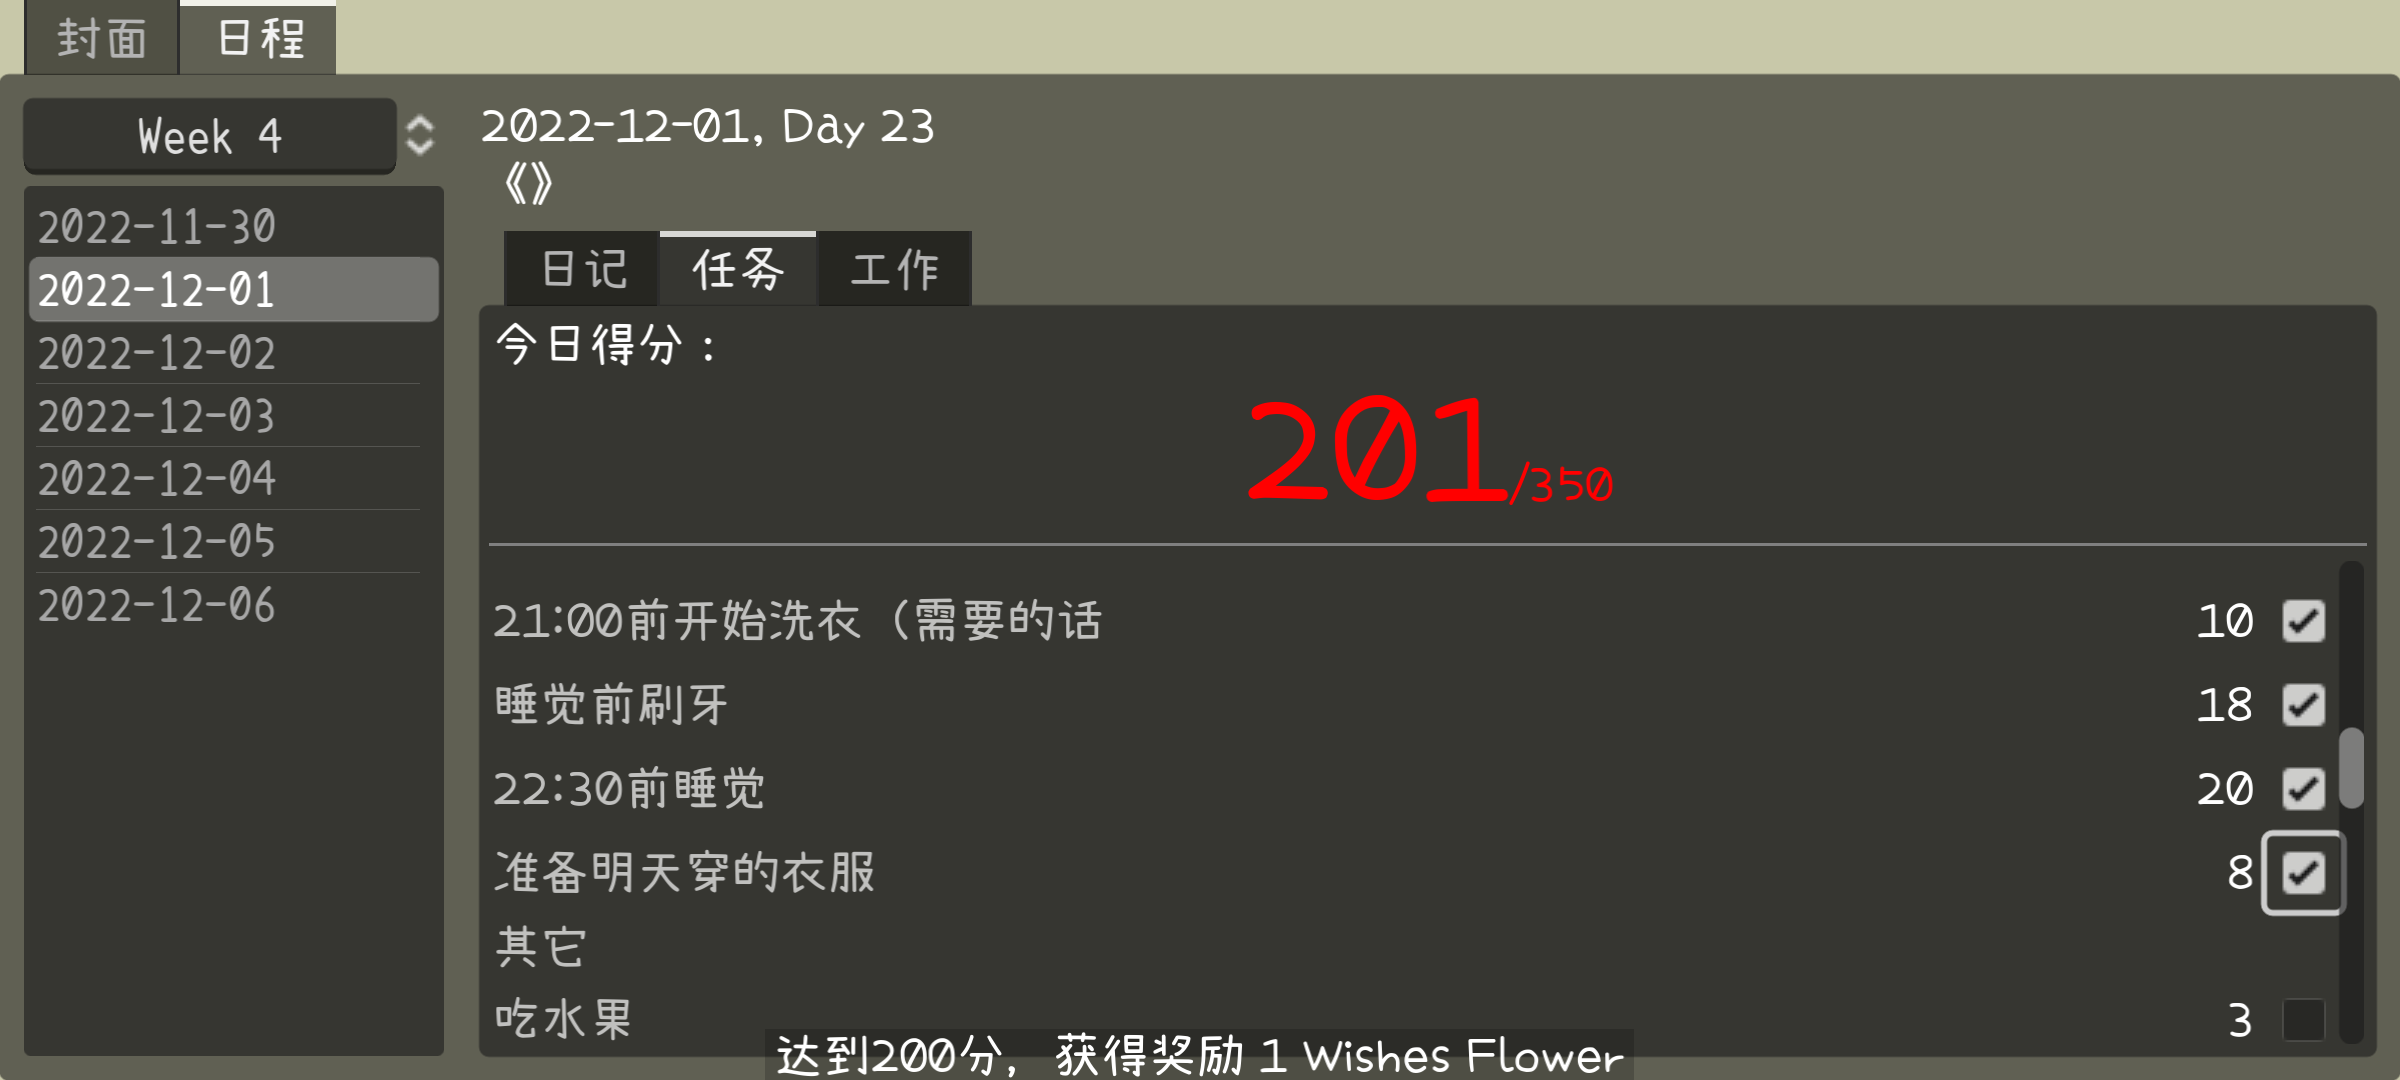 封面 日程
Week 4
2022-11-30
2022-12-01
2022-12-02
2022-12-03
2022-12-04
2022-12-05
2022-12-06
2022-12-01, Day 23
《》
日记 任务 工作
今日得分：
201/350
21:00前开始洗衣（需要的话 10
睡觉前刷牙 18
22:30前睡觉 20
准备明天穿的衣服 8
其它
吃水果 3
达到200分，获得奖励 1 Wishes Flower